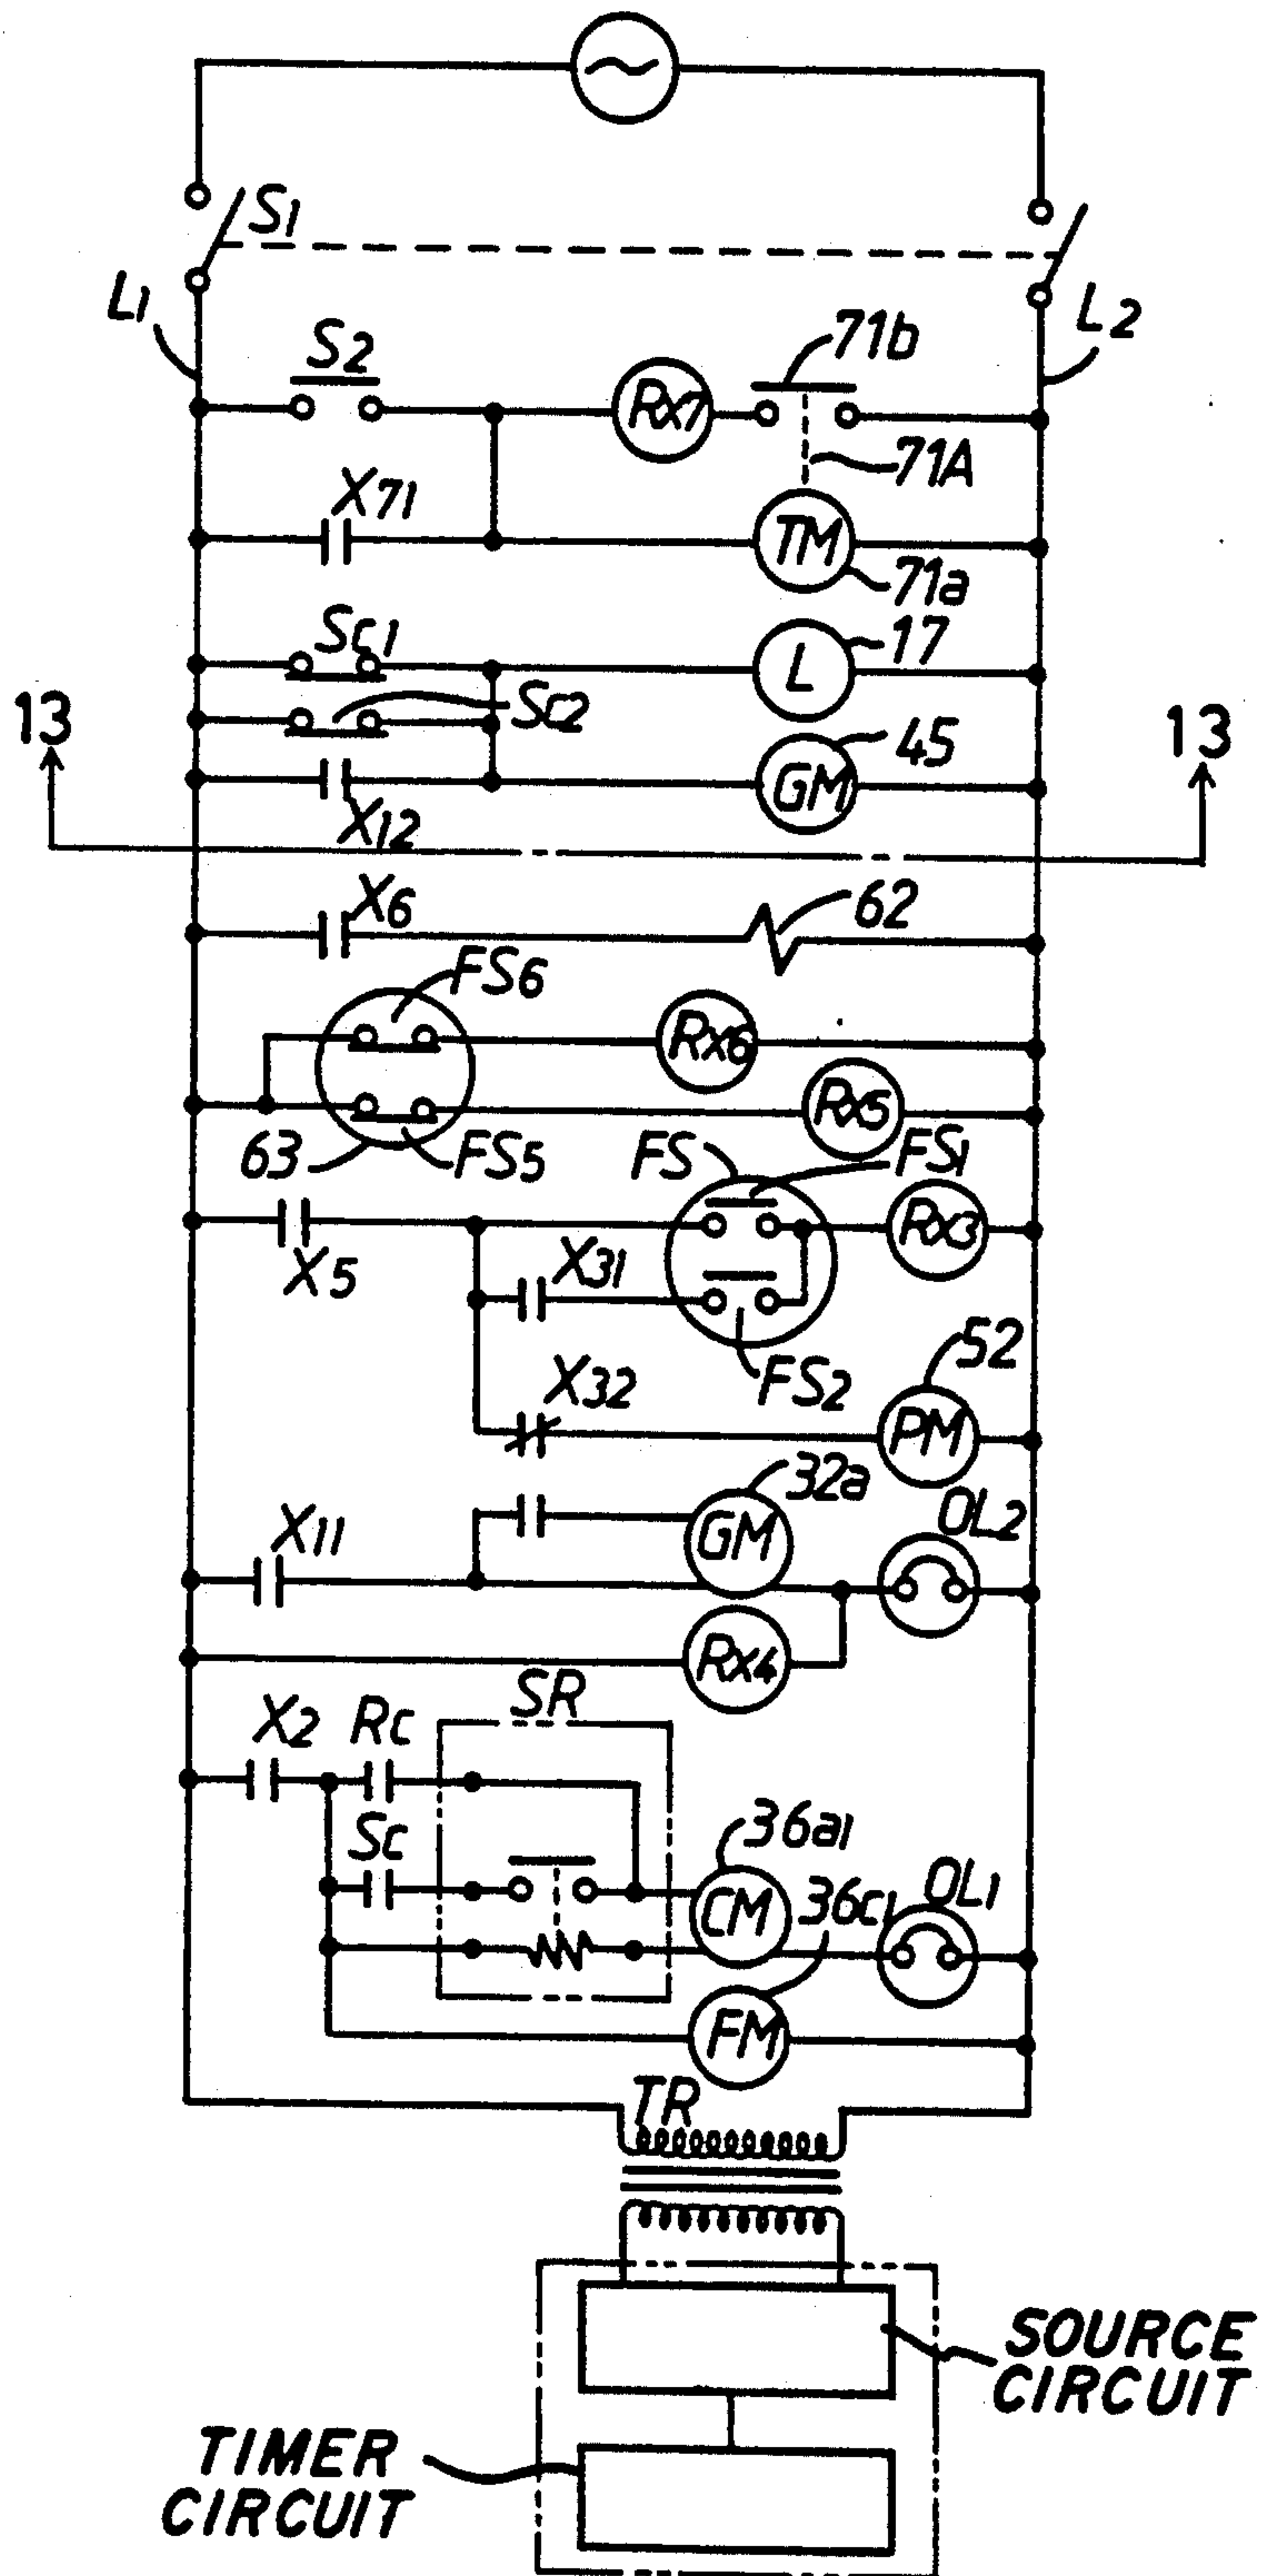 S1
L1
L2
S2
71b
RX7
71A
X71
TM
71a
SC1
17
L
13
SC2
13
45
GM
X12
X6
62
FS6
RX6
RX5
63
FS5
FS
FS1
X5
X31
RX3
FS2
52
X32
PM
32a
X11
GM
OL2
RX4
SR
X2
RC
SC
36a1
CM
36c1
OL1
FM
TR
SOURCE
CIRCUIT
TIMER
CIRCUIT